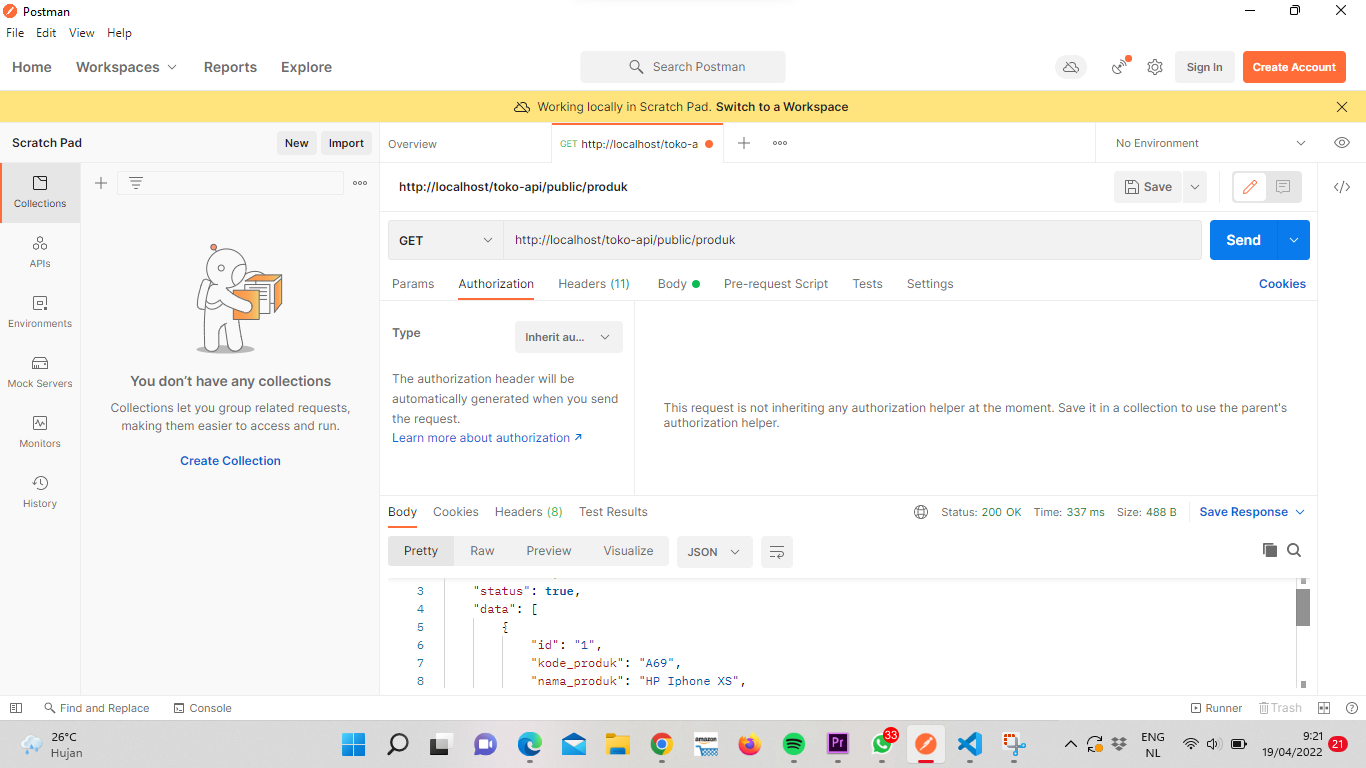 Postman
File Edit View Help
Home Workspaces Reports Explore Search Postman Sign In Create Account
Working locally in Scratch Pad. Switch to a Workspace
Scratch Pad New Import Overview GET http://localhost/toko-a No Environment
http://localhost/toko-api/public/produk Save
Collections
APIs
Environments
Mock Servers
Monitors
History
You don't have any collections
Collections let you group related requests,
making them easier to access and run.
Create Collection
GET http://localhost/toko-api/public/produk Send
Params Authorization Headers (11) Body Pre-request Script Tests Settings Cookies
Type Inherit au...
The authorization header will be
automatically generated when you send
the request.
Learn more about authorization ↗
This request is not inheriting any authorization helper at the moment. Save it in a collection to use the parent's
authorization helper.
Body Cookies Headers (8) Test Results Status: 200 OK Time: 337 ms Size: 488 B Save Response
Pretty Raw Preview Visualize JSON
3 "status": true,
4 "data": [
5 {
6 "id": "1",
7 "kode_produk": "A69",
8 "nama_produk": "HP Iphone XS",
Find and Replace Console Runner Trash
26°C
Hujan
amazon
Pr
33
ENG
NL
9:21
19/04/2022
21